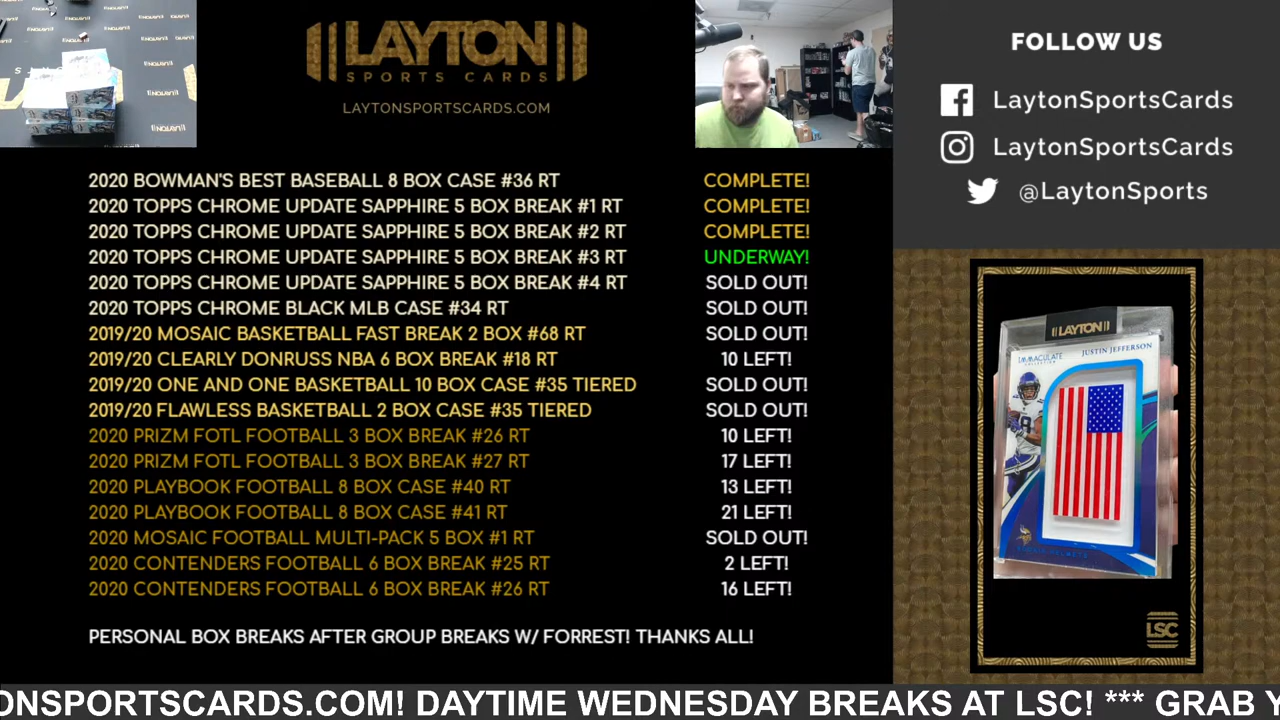 LAYTON
SPORTS CARDS
LAYTONSPORTSCARDS.COM
FOLLOW US
LaytonSportsCards
LaytonSportsCards
@LaytonSports
2020 BOWMAN'S BEST BASEBALL 8 BOX CASE #36 RT COMPLETE!
2020 TOPPS CHROME UPDATE SAPPHIRE 5 BOX BREAK #1 RT COMPLETE!
2020 TOPPS CHROME UPDATE SAPPHIRE 5 BOX BREAK #2 RT COMPLETE!
2020 TOPPS CHROME UPDATE SAPPHIRE 5 BOX BREAK #3 RT UNDERWAY!
2020 TOPPS CHROME UPDATE SAPPHIRE 5 BOX BREAK #4 RT SOLD OUT!
2020 TOPPS CHROME BLACK MLB CASE #34 RT SOLD OUT!
2019/20 MOSAIC BASKETBALL FAST BREAK 2 BOX #68 RT SOLD OUT!
2019/20 CLEARLY DONRUSS NBA 6 BOX BREAK #18 RT 10 LEFT!
2019/20 ONE AND ONE BASKETBALL 10 BOX CASE #35 TIERED SOLD OUT!
2019/20 FLAWLESS BASKETBALL 2 BOX CASE #35 TIERED SOLD OUT!
2020 PRIZM FOTL FOOTBALL 3 BOX BREAK #26 RT 10 LEFT!
2020 PRIZM FOTL FOOTBALL 3 BOX BREAK #27 RT 17 LEFT!
2020 PLAYBOOK FOOTBALL 8 BOX CASE #40 RT 13 LEFT!
2020 PLAYBOOK FOOTBALL 8 BOX CASE #41 RT 21 LEFT!
2020 MOSAIC FOOTBALL MULTI-PACK 5 BOX #1 RT SOLD OUT!
2020 CONTENDERS FOOTBALL 6 BOX BREAK #25 RT 2 LEFT!
2020 CONTENDERS FOOTBALL 6 BOX BREAK #26 RT 16 LEFT!
PERSONAL BOX BREAKS AFTER GROUP BREAKS W/ FORREST! THANKS ALL!
LAYTON
IMMACULATE
COLLECTION
JUSTIN JEFFERSON
LSC
ONSPORTSCARDS.COM! DAYTIME WEDNESDAY BREAKS AT LSC! *** GRAB Y